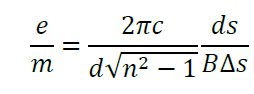 e/m = 2πc/(d√(n² − 1)) ds/(BΔs)